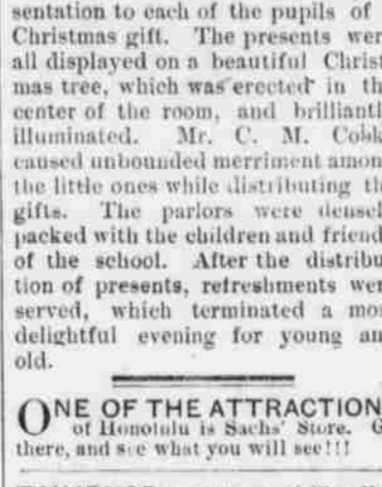 sentation to each of the pupils of
Christmas gift. The presents wer
all displayed on a beautiful Christ
mas tree, which was erected in th
center of the room, and brilliantl
illuminated. Mr. C. M. Cook
caused unbounded merriment amon
the little ones while distributing th
gifts. The parlors were densel
packed with the children and friend
of the school. After the distribu
tion of presents, refreshments wer
served, which terminated a mos
delightful evening for young an
old.
ONE OF THE ATTRACTION
of Honolulu is Sachs' Store. G
there, and see what you will see!!!